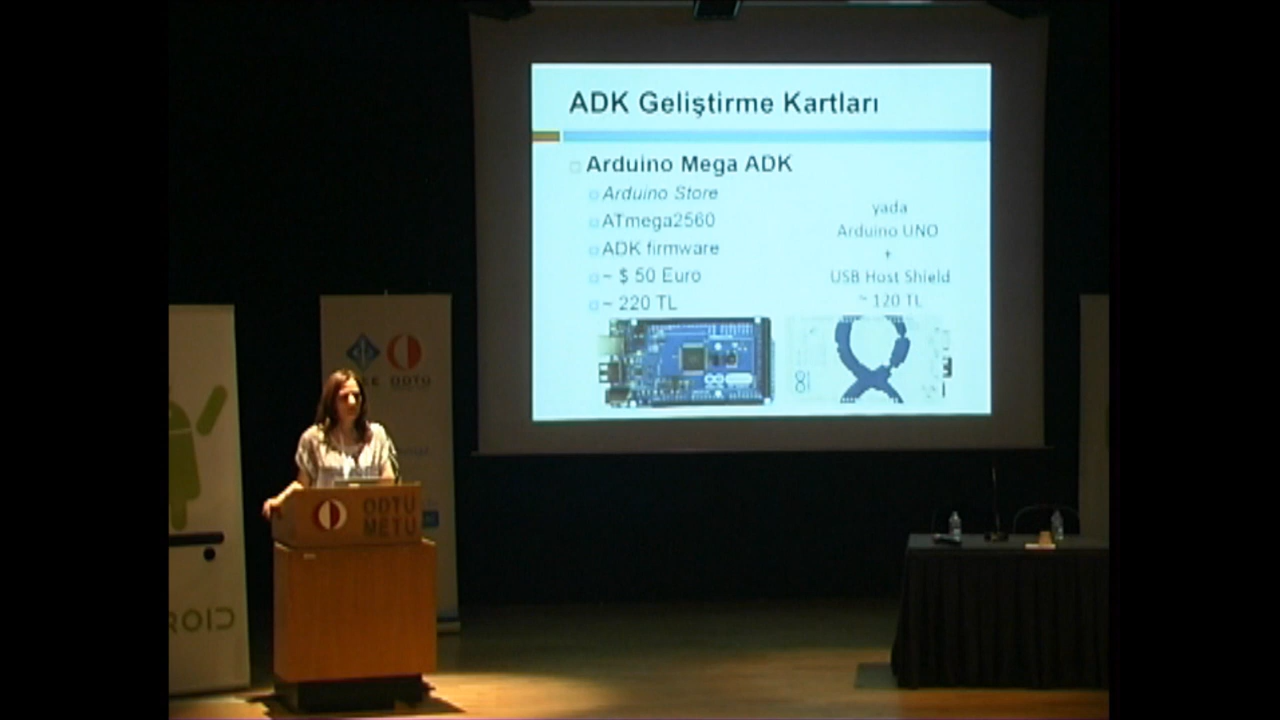 ADK Geliştirme Kartları
Arduino Mega ADK
Arduino Store
ATmega2560
ADK firmware
~ $ 50 Euro
~ 220 TL
yada
Arduino UNO
+
USB Host Shield
~ 120 TL
ODTÜ
ODTÜ
METU
ROID